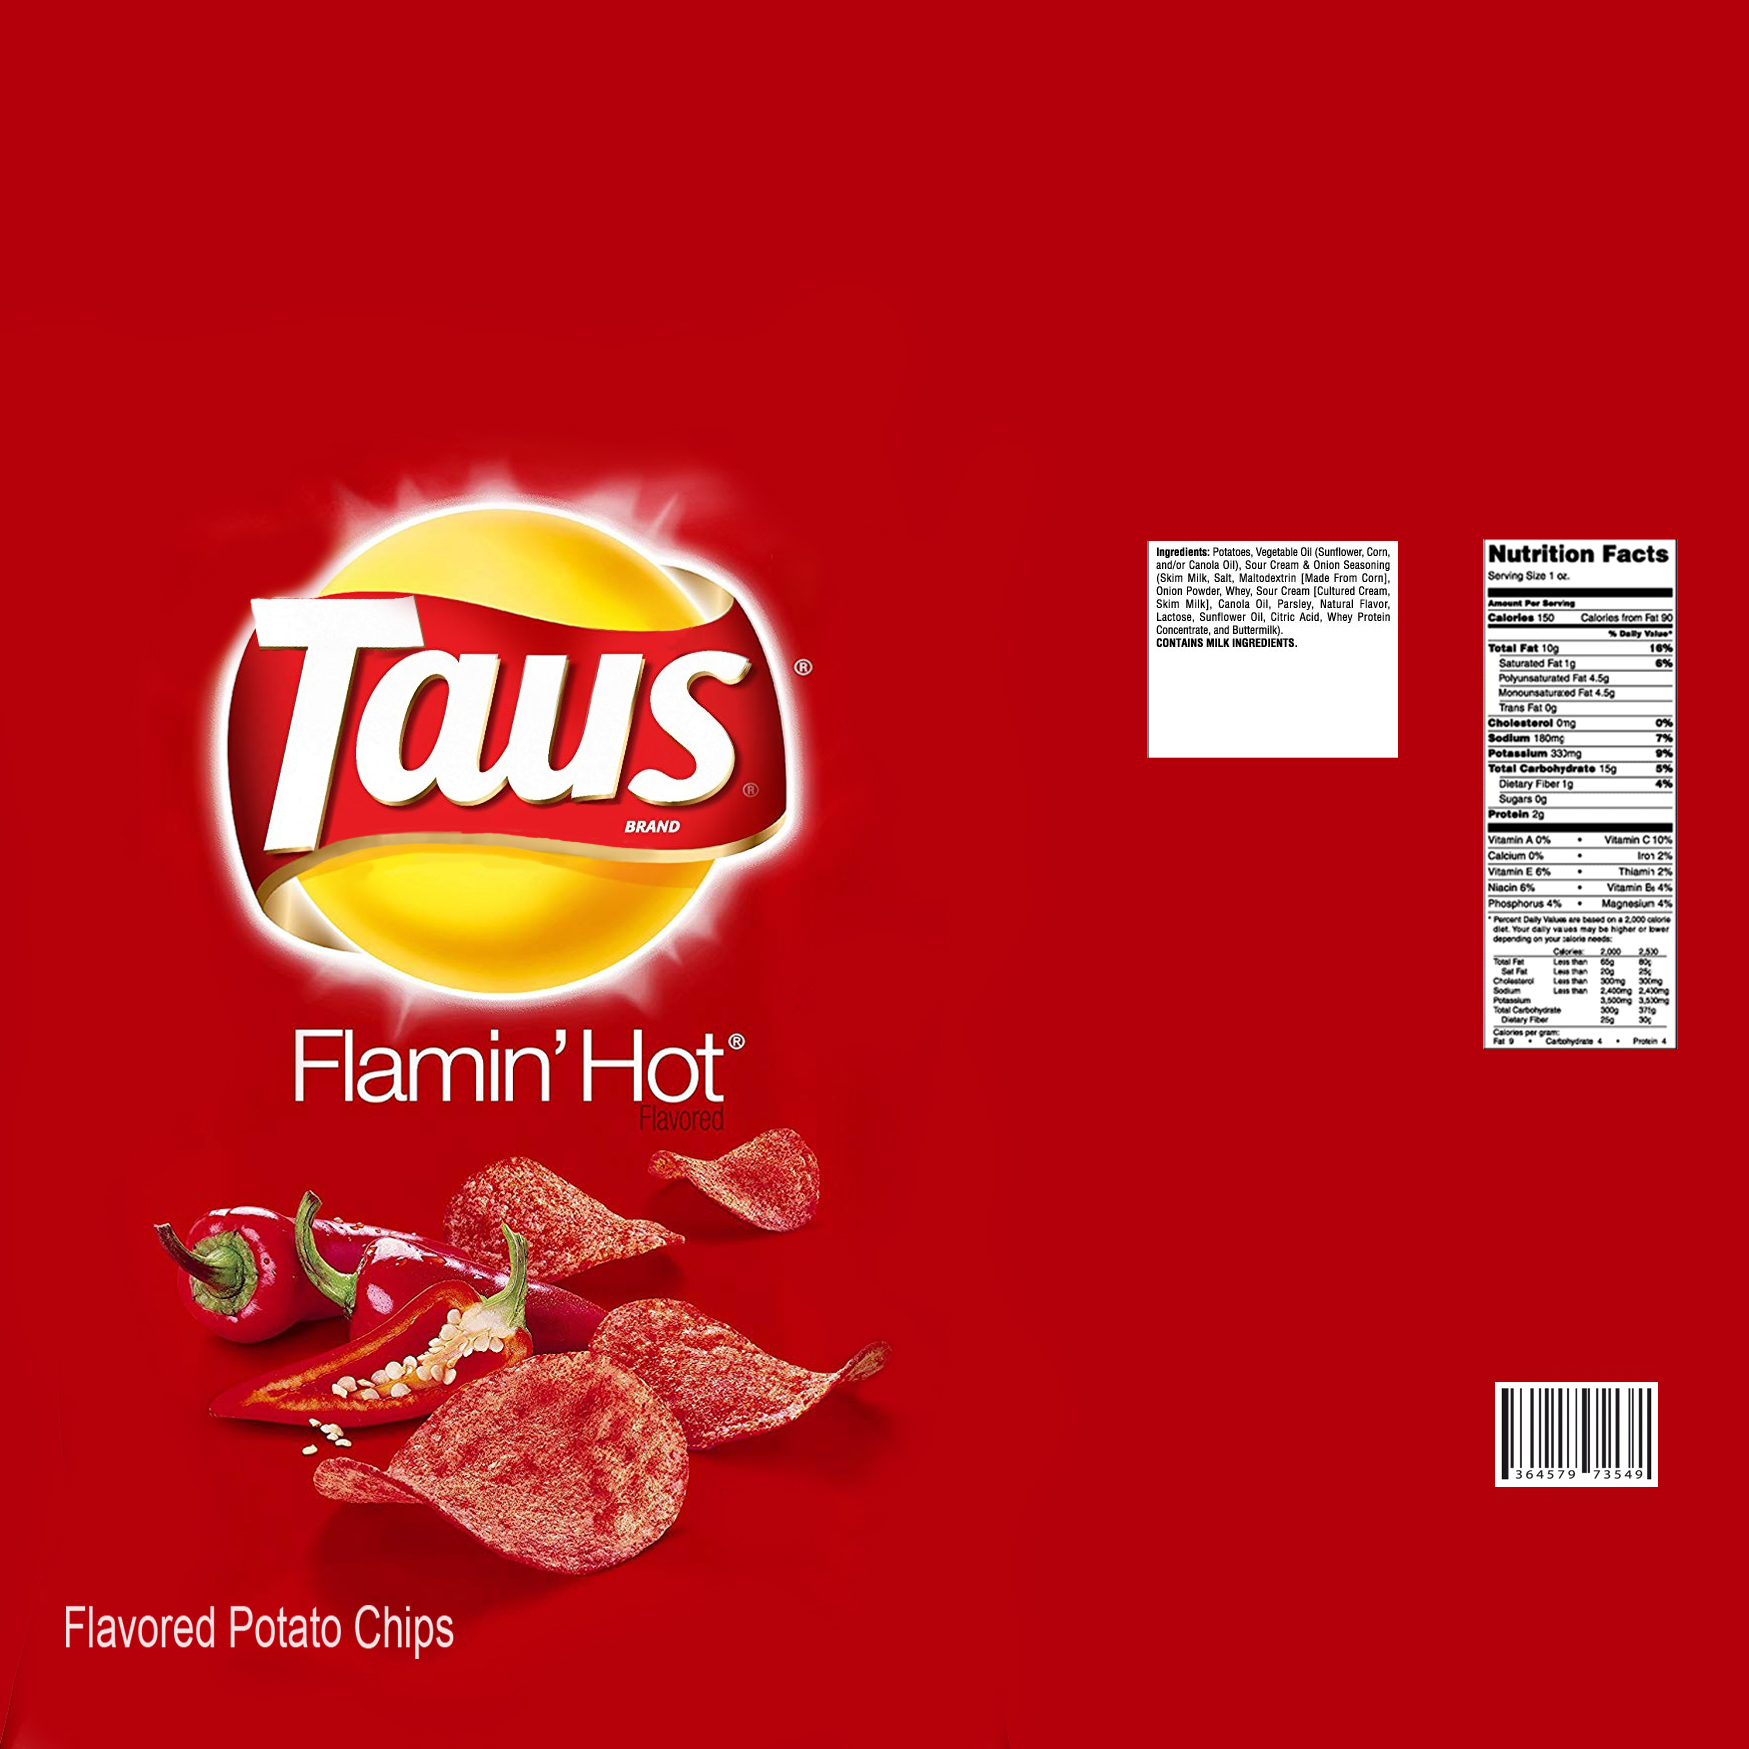 Taus
®
®
BRAND
Flamin' Hot®
Flavored
Flavored Potato Chips
Ingredients: Potatoes, Vegetable Oil (Sunflower, Corn,
and/or Canola Oil), Sour Cream & Onion Seasoning
(Skim Milk, Salt, Maltodextrin [Made From Corn],
Onion Powder, Whey, Sour Cream [Cultured Cream,
Skim Milk], Canola Oil, Parsley, Natural Flavor,
Lactose, Sunflower Oil, Citric Acid, Whey Protein
Concentrate, and Buttermilk).
CONTAINS MILK INGREDIENTS.
Nutrition Facts
Serving Size 1 oz.
Amount Per Serving
Calories 150 Calories from Fat 90
% Daily Value*
Total Fat 10g 16%
Saturated Fat 1g 6%
Polyunsaturated Fat 4.5g
Monounsaturated Fat 4.5g
Trans Fat 0g
Cholesterol 0mg 0%
Sodium 180mg 7%
Potassium 330mg 9%
Total Carbohydrate 15g 5%
Dietary Fiber 1g 4%
Sugars 0g
Protein 2g
Vitamin A 0% • Vitamin C 10%
Calcium 0% • Iron 2%
Vitamin E 6% • Thiamin 2%
Niacin 6% • Vitamin B₆ 4%
Phosphorus 4% • Magnesium 4%
* Percent Daily Values are based on a 2,000 calorie
diet. Your daily values may be higher or lower
depending on your calorie needs:
Calories: 2,000 2,500
Total Fat Less than 65g 80g
Sat Fat Less than 20g 25g
Cholesterol Less than 300mg 300mg
Sodium Less than 2,400mg 2,400mg
Potassium 3,500mg 3,500mg
Total Carbohydrate 300g 375g
Dietary Fiber 25g 30g
Calories per gram:
Fat 9 • Carbohydrate 4 • Protein 4
364579 73549